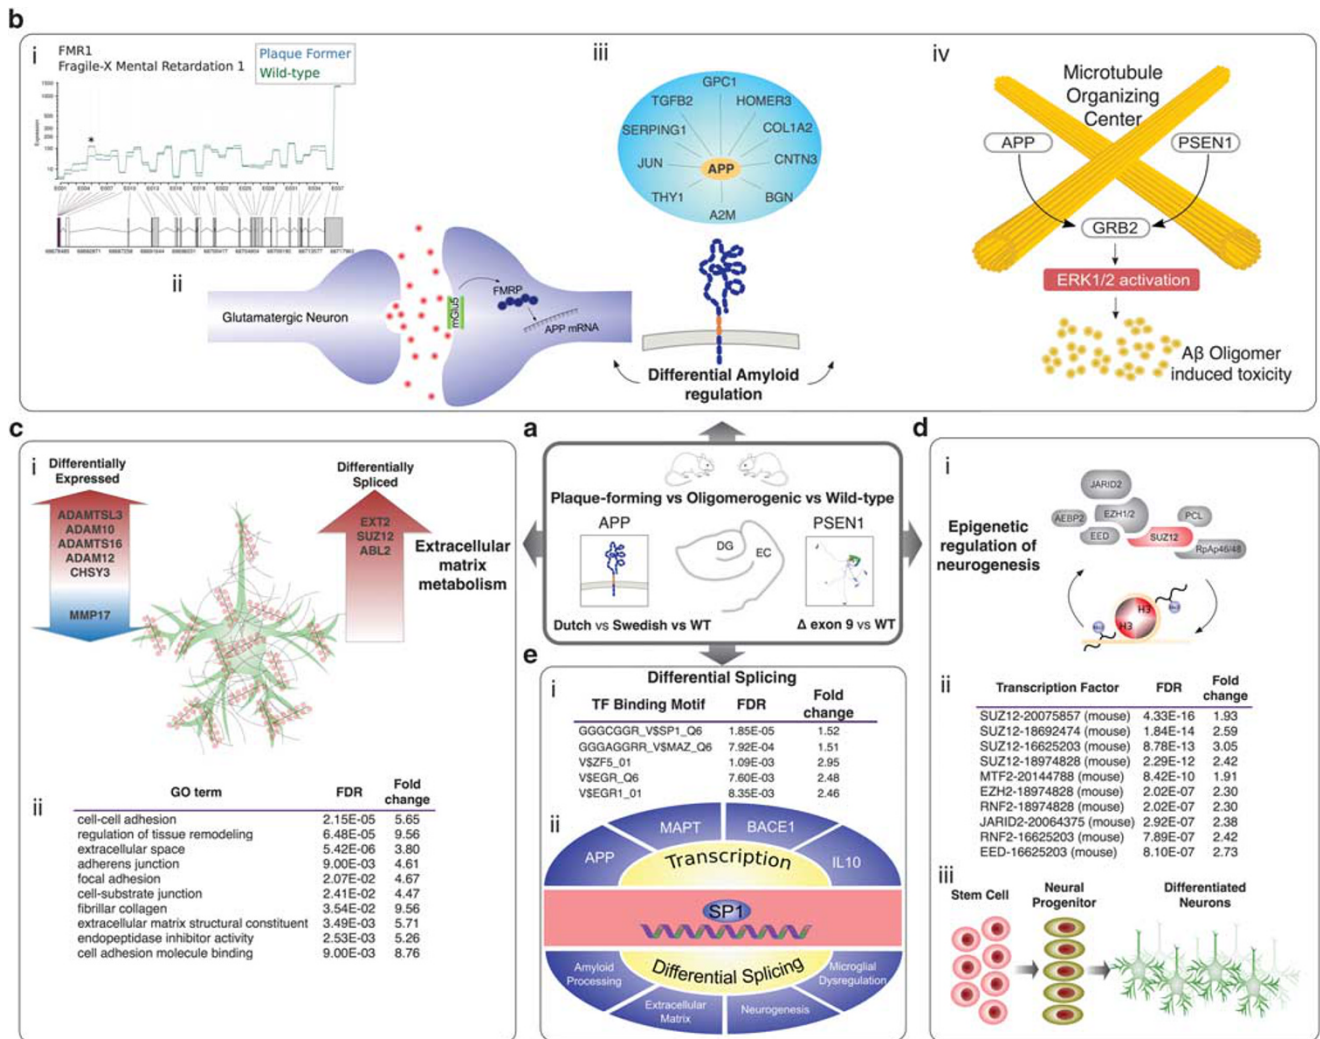 b
i
FMR1
Fragile-X Mental Retardation 1
Plaque Former
Wild-type
Expression
*
ii
Glutamatergic Neuron
mGlu5
FMRP
APP mRNA
iii
GPC1
TGFB2
HOMER3
SERPING1
COL1A2
JUN
CNTN3
APP
THY1
BGN
A2M
Differential Amyloid
regulation
iv
Microtubule
Organizing
Center
APP
PSEN1
GRB2
ERK1/2 activation
Aβ Oligomer
induced toxicity
c
i
Differentially
Expressed
ADAMTSL3
ADAM10
ADAMTS16
ADAM12
CHSY3
MMP17
Differentially
Spliced
EXT2
SUZ12
ABL2
Extracellular
matrix
metabolism
ii
GO term FDR Fold change
cell-cell adhesion 2.15E-05 5.65
regulation of tissue remodeling 6.48E-05 9.56
extracellular space 5.42E-06 3.80
adherens junction 9.00E-03 4.61
focal adhesion 2.07E-02 4.67
cell-substrate junction 2.41E-02 4.47
fibrillar collagen 3.54E-02 9.56
extracellular matrix structural constituent 3.49E-03 5.71
endopeptidase inhibitor activity 2.53E-03 5.26
cell adhesion molecule binding 9.00E-03 8.76
a
Plaque-forming vs Oligomerogenic vs Wild-type
APP
DG
EC
PSEN1
Dutch vs Swedish vs WT
Δ exon 9 vs WT
e
Differential Splicing
i
TF Binding Motif FDR Fold change
GGGCGGR_V$SP1_Q6 1.85E-05 1.52
GGGAGGRR_V$MAZ_Q6 7.92E-04 1.51
V$ZF5_01 1.09E-03 2.95
V$EGR_Q6 7.60E-03 2.48
V$EGR1_01 8.35E-03 2.46
ii
APP
MAPT
BACE1
IL10
Transcription
SP1
Differential Splicing
Amyloid
Processing
Extracellular
Matrix
Neurogenesis
Microglial
Dysregulation
d
i
Epigenetic
regulation of
neurogenesis
JARID2
AEBP2
EZH1/2
EED
PCL
SUZ12
RpAp46/48
H3
H3
ii
Transcription Factor FDR Fold change
SUZ12-20075857 (mouse) 4.33E-16 1.93
SUZ12-18692474 (mouse) 1.84E-14 2.59
SUZ12-16625203 (mouse) 8.78E-13 3.05
SUZ12-18974828 (mouse) 2.29E-12 2.42
MTF2-20144788 (mouse) 8.42E-10 1.91
EZH2-18974828 (mouse) 2.02E-07 2.30
RNF2-18974828 (mouse) 2.02E-07 2.30
JARID2-20064375 (mouse) 2.92E-07 2.38
RNF2-16625203 (mouse) 7.89E-07 2.42
EED-16625203 (mouse) 8.10E-07 2.73
iii
Stem Cell
Neural
Progenitor
Differentiated
Neurons